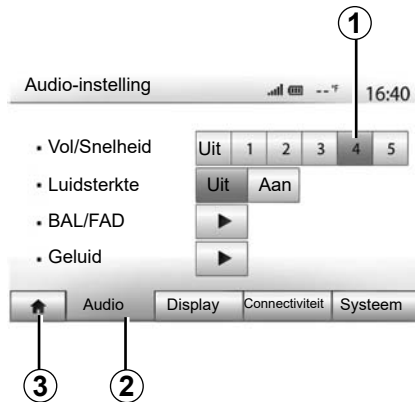 1
Audio-instelling --°F 16:40
Vol/Snelheid Uit 1 2 3 4 5
Luidsterkte Uit Aan
BAL/FAD
Geluid
Audio Display Connectiviteit Systeem
3 2